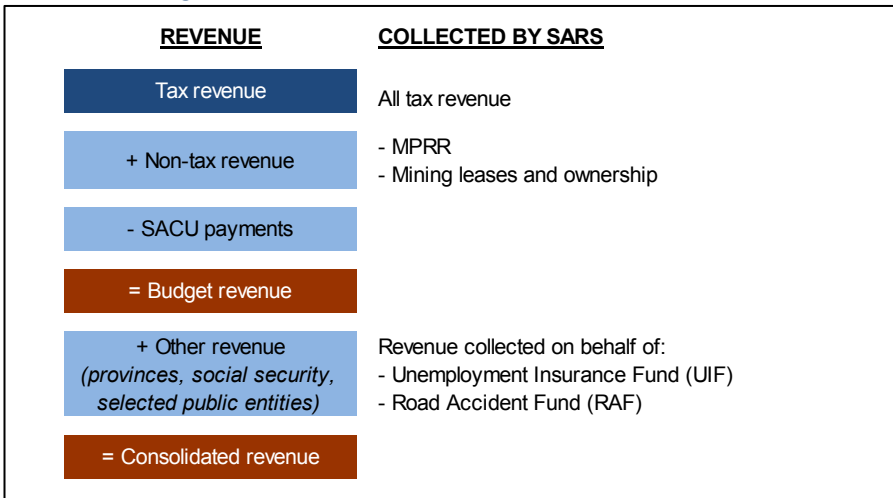 REVENUE
COLLECTED BY SARS
Tax revenue
All tax revenue
+ Non-tax revenue
- MPRR
- Mining leases and ownership
- SACU payments
= Budget revenue
+ Other revenue
(provinces, social security,
selected public entities)
Revenue collected on behalf of:
- Unemployment Insurance Fund (UIF)
- Road Accident Fund (RAF)
= Consolidated revenue